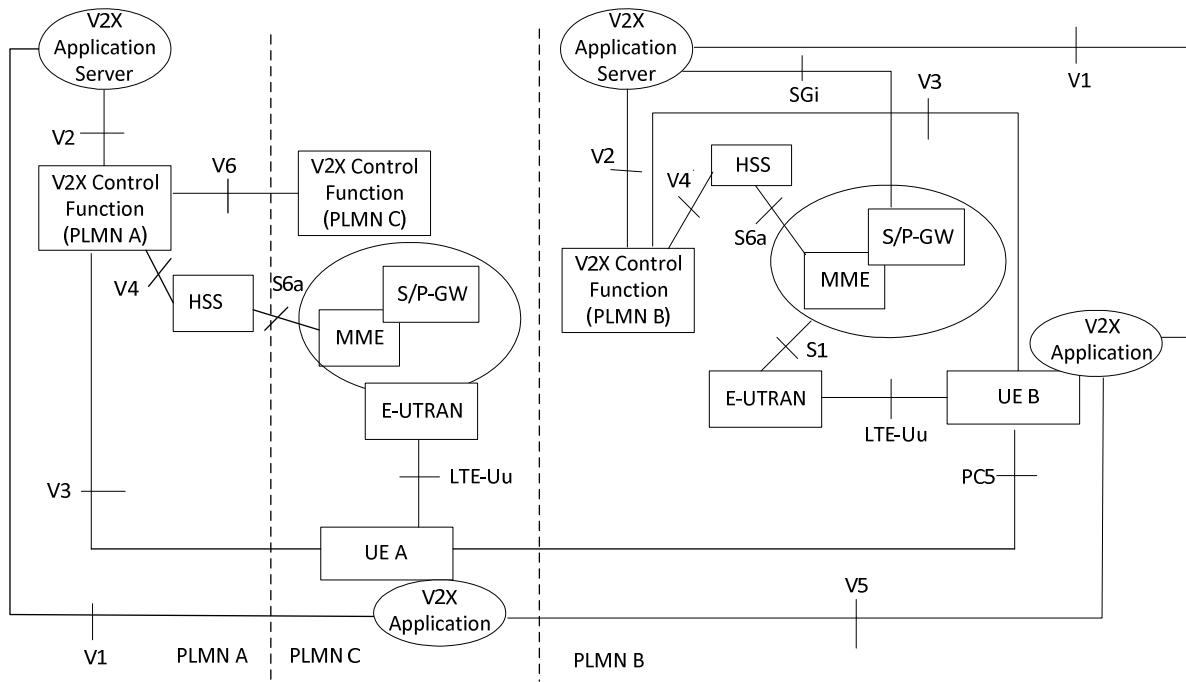 V2X
Application
Server
V2
V2X Control
Function
(PLMN A)
V6
V2X Control
Function
(PLMN C)
V4
HSS
S6a
S/P-GW
MME
E-UTRAN
LTE-Uu
V3
UE A
V2X
Application
V1
PLMN A
PLMN C
V2X
Application
Server
V1
SGi
V3
V2
V4
HSS
S6a
S/P-GW
MME
V2X Control
Function
(PLMN B)
S1
V2X
Application
E-UTRAN
UE B
LTE-Uu
PC5
V5
PLMN B